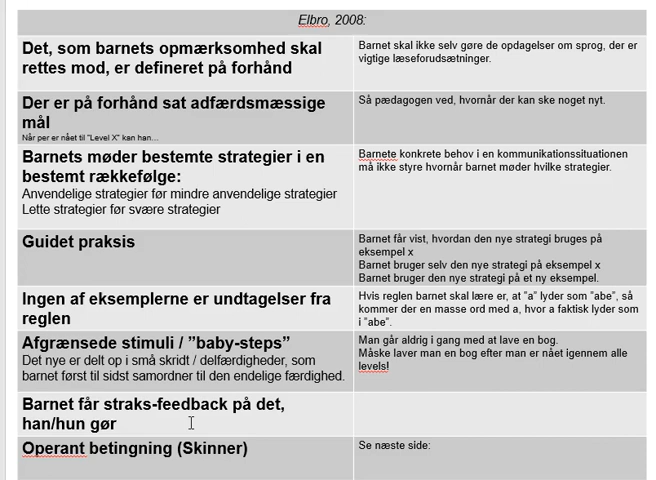 Elbro, 2008:
Det, som barnets opmærksomhed skal
rettes mod, er defineret på forhånd
Barnet skal ikke selv gøre de opdagelser om sprog, der er
vigtige læseforudsætninger.
Der er på forhånd sat adfærdsmæssige
mål
Når per er nået til "Level X" kan han...
Så pædagogen ved, hvornår der kan ske noget nyt.
Barnets møder bestemte strategier i en
bestemt rækkefølge:
Anvendelige strategier før mindre anvendelige strategier
Lette strategier før svære strategier
Barnete konkrete behov i en kommunikationssituationen
må ikke styre hvornår barnet møder hvilke strategier.
Guidet praksis
Barnet får vist, hvordan den nye strategi bruges på
eksempel x
Barnet bruger selv den nye strategi på eksempel x
Barnet bruger den nye strategi på et ny eksempel.
Ingen af eksemplerne er undtagelser fra
reglen
Hvis reglen barnet skal lære er, at "a" lyder som "abe", så
kommer der en masse ord med a, hvor a faktisk lyder som
i "abe".
Afgrænsede stimuli / "baby-steps"
Det nye er delt op i små skridt / delfærdigheder, som
barnet først til sidst samordner til den endelige færdighed.
Man går aldrig i gang med at lave en bog.
Måske laver man en bog efter man er nået igennem alle
levels!
Barnet får straks-feedback på det,
han/hun gør
Operant betingning (Skinner)
Se næste side: